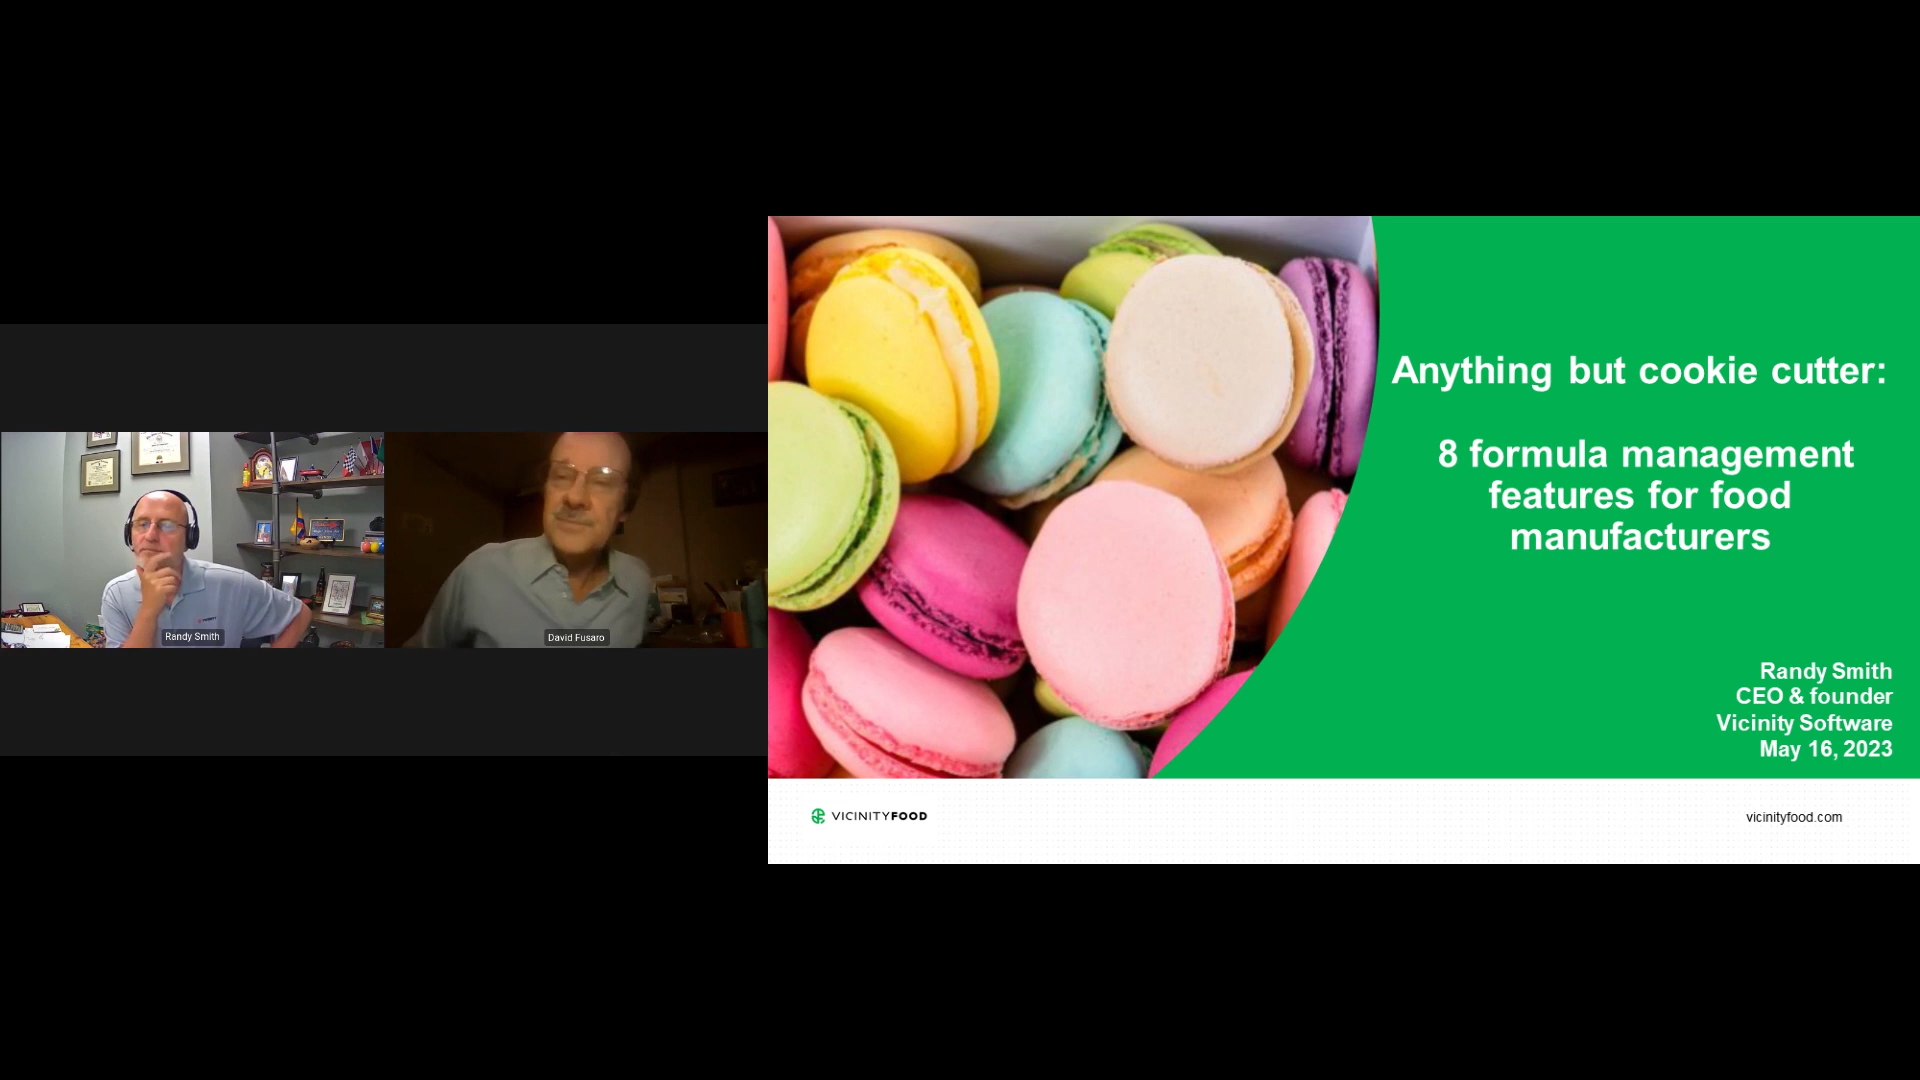 Randy Smith
David Fusaro
Anything but cookie cutter:
8 formula management
features for food
manufacturers
Randy Smith
CEO & founder
Vicinity Software
May 16, 2023
VICINITYFOOD
vicinityfood.com